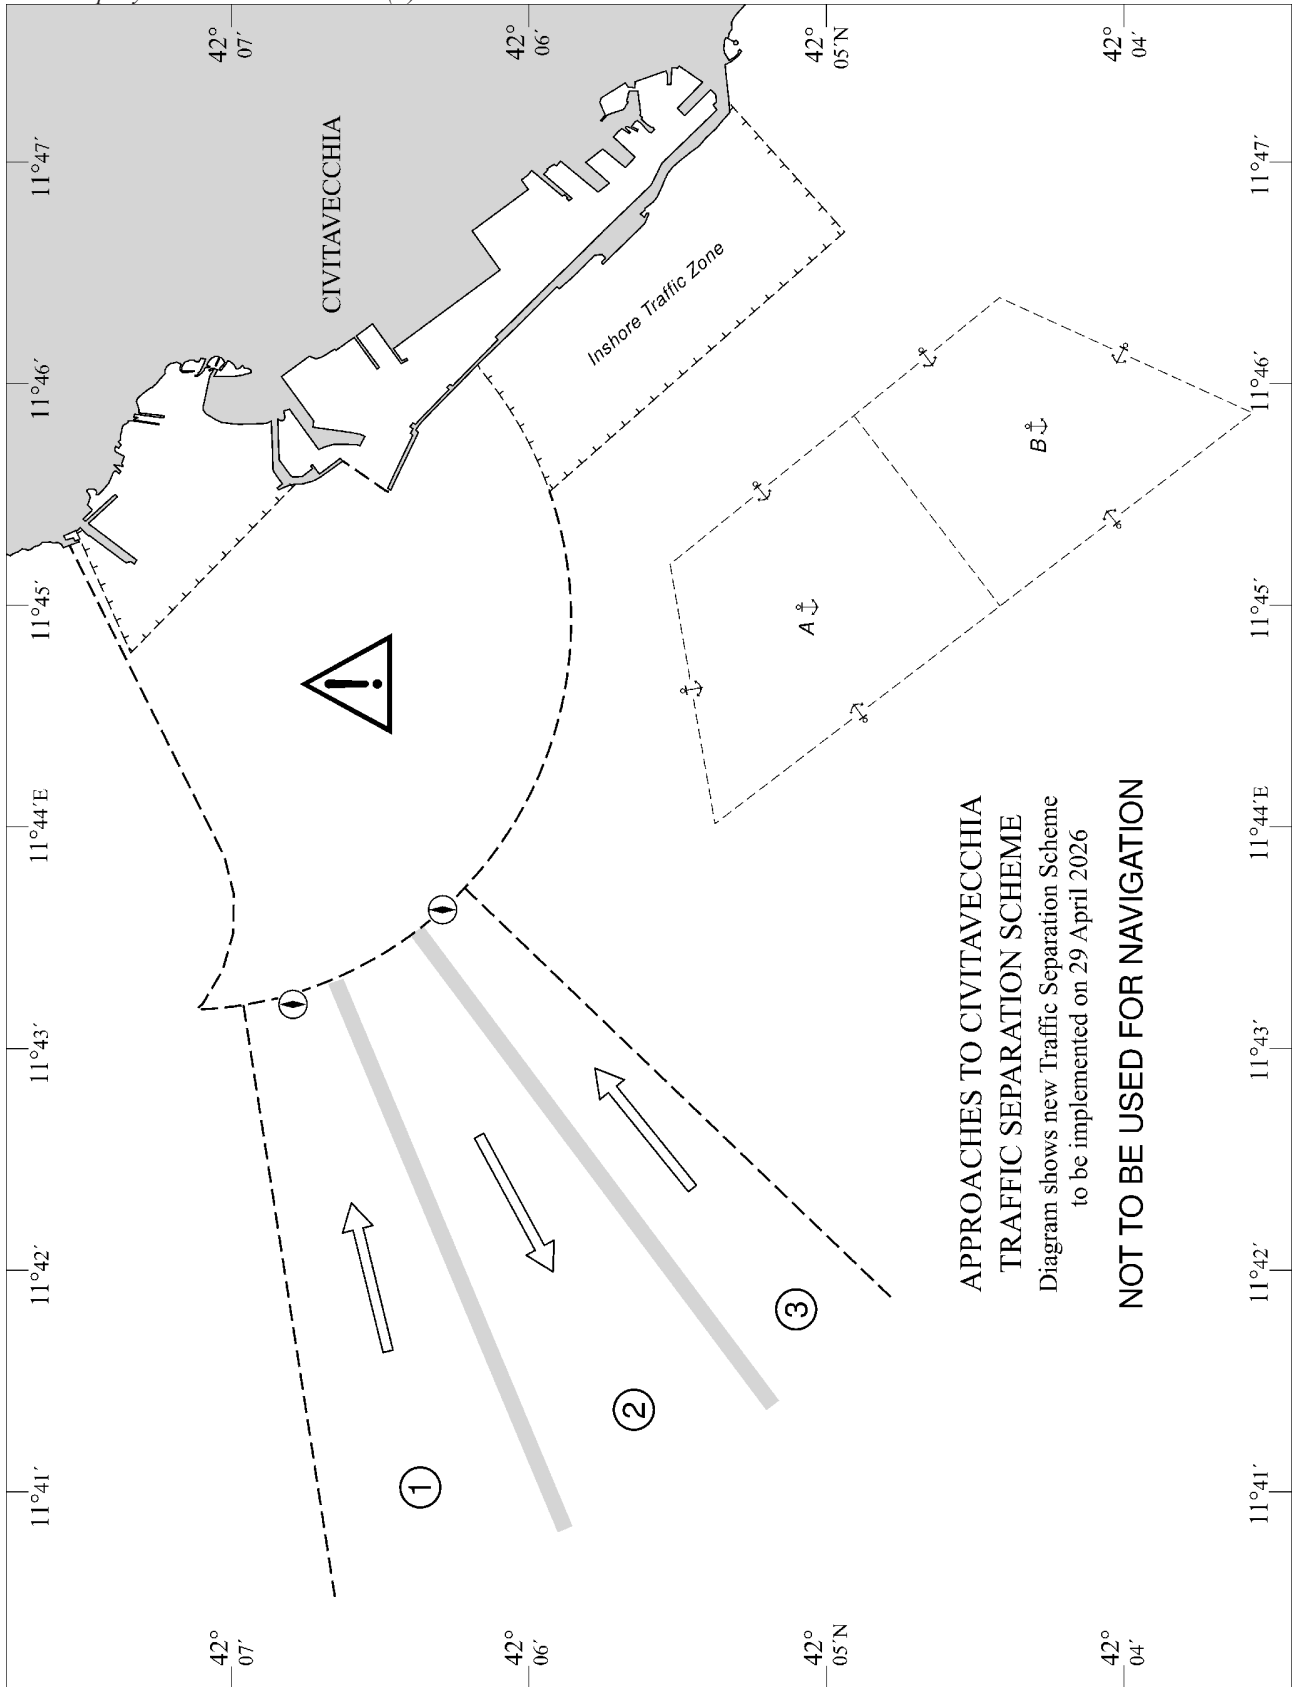 11°41′
11°42′
11°43′
11°44′E
11°45′
11°46′
11°47′
42°
07′
42°
07′
CIVITAVECCHIA
1
42°
06′
42°
06′
2
Inshore Traffic Zone
3
A
42°
05′N
42°
05′N
APPROACHES TO CIVITAVECCHIA
TRAFFIC SEPARATION SCHEME
Diagram shows new Traffic Separation Scheme
to be implemented on 29 April 2026
B
NOT TO BE USED FOR NAVIGATION
42°
04′
42°
04′
11°41′
11°42′
11°43′
11°44′E
11°45′
11°46′
11°47′